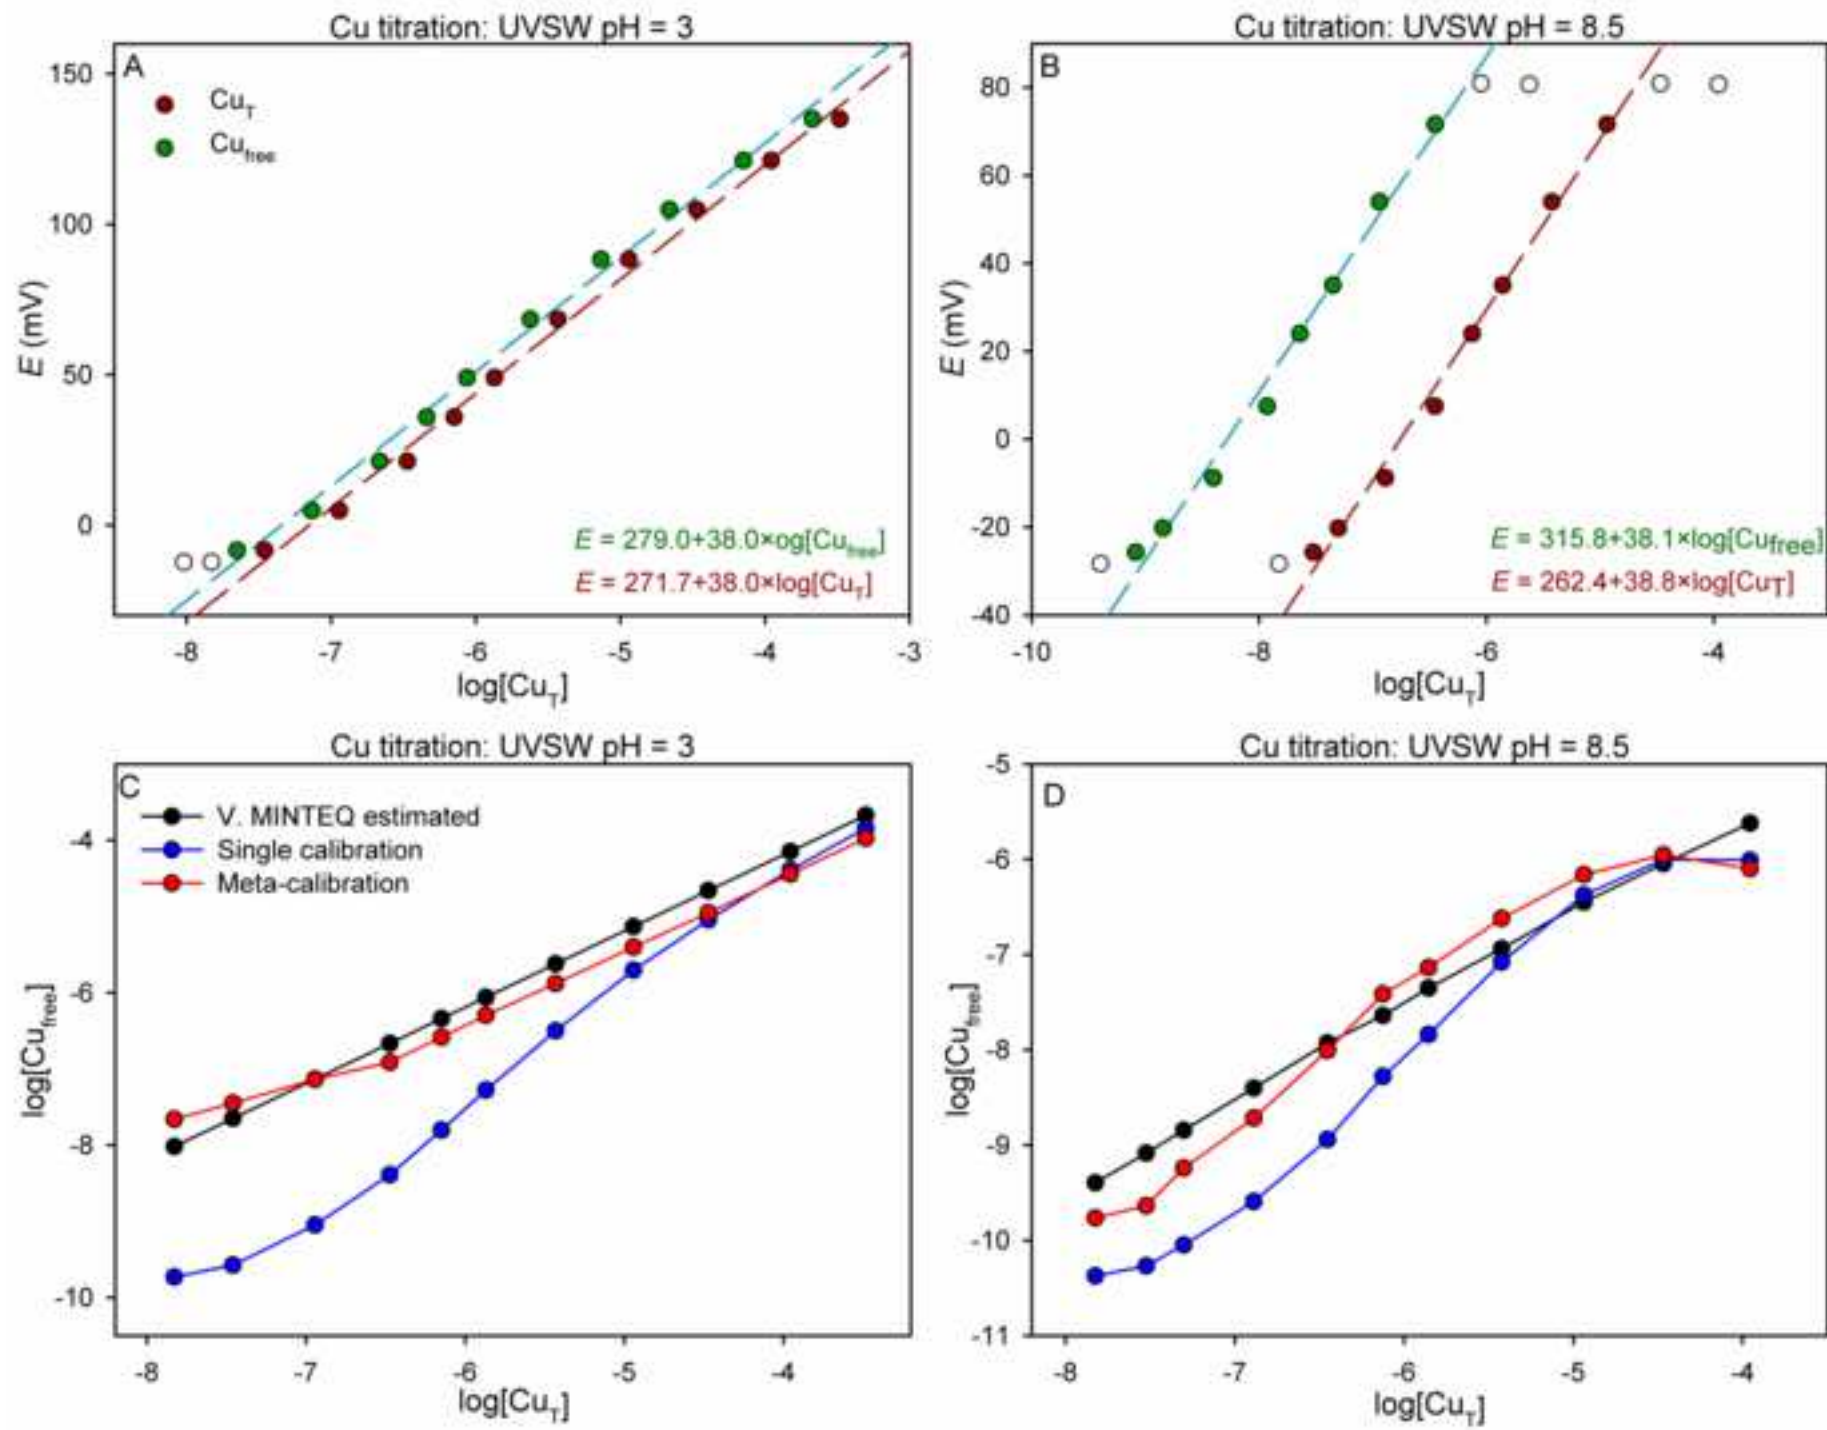 Cu titration: UVSW pH = 3
A
Cu_T
Cu_free
150
100
50
0
E (mV)
E = 279.0+38.0×og[Cu_free]
E = 271.7+38.0×log[Cu_T]
-8 -7 -6 -5 -4 -3
log[Cu_T]
Cu titration: UVSW pH = 8.5
B
80
60
40
20
0
-20
-40
E (mV)
E = 315.8+38.1×log[Cufree]
E = 262.4+38.8×log[CuT]
-10 -8 -6 -4
log[Cu_T]
Cu titration: UVSW pH = 3
C
V. MINTEQ estimated
Single calibration
Meta-calibration
-4
-6
-8
-10
log[Cu_free]
-8 -7 -6 -5 -4
log[Cu_T]
Cu titration: UVSW pH = 8.5
D
-5
-6
-7
-8
-9
-10
-11
log[Cu_free]
-8 -7 -6 -5 -4
log[Cu_T]